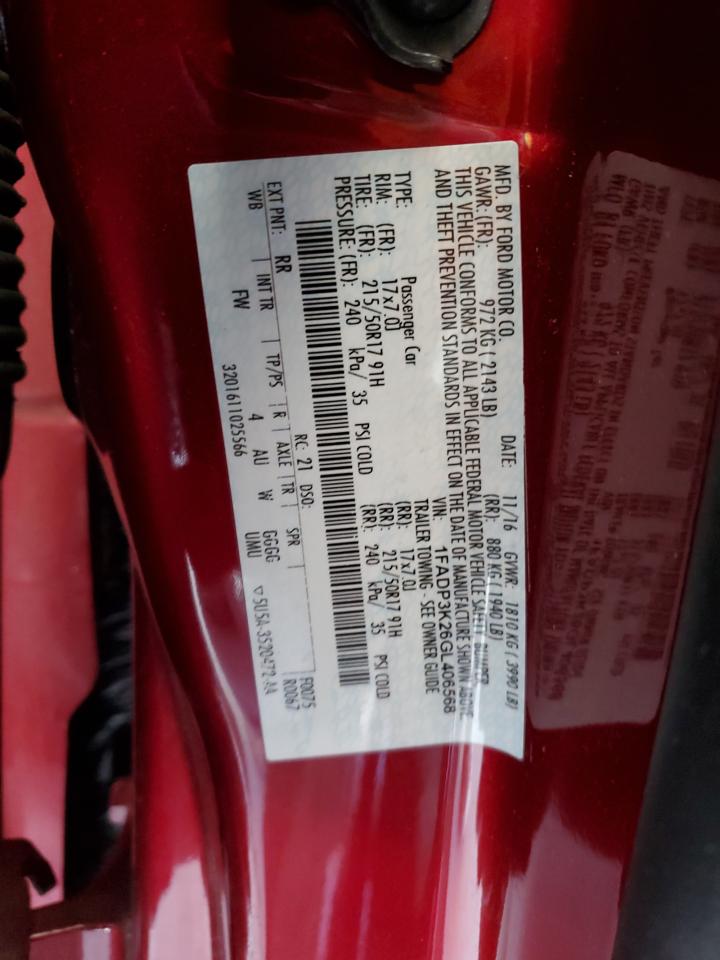 MFD. BY FORD MOTOR CO.
DATE: 11/16 GVWR: 1810 KG ( 3990 LB)
GAWR: (FR): 972 KG ( 2143 LB) (RR): 880 KG ( 1940 LB)
THIS VEHICLE CONFORMS TO ALL APPLICABLE FEDERAL MOTOR VEHICLE SAFETY BUMPER
AND THEFT PREVENTION STANDARDS IN EFFECT ON THE DATE OF MANUFACTURE SHOWN ABOVE
VIN: 1FADP3K26GL406568
TYPE: Passenger Car TRAILER TOWING - SEE OWNER GUIDE
RIM: (FR): 17x7.0J (RR): 17x7.0J
TIRE: (FR): 215/50R17 91H (RR): 215/50R17 91H
PRESSURE: (FR): 240 kPa/ 35 PSI COLD (RR): 240 kPa/ 35 PSI COLD
RC: 21 DSO: F0075
EXT PNT: RR R0067
WB INT TR TP/PS R AXLE TR SPR
FW 4 AU W GGGG
UMU
3201611025566 ▽5U5A-3520472-AA